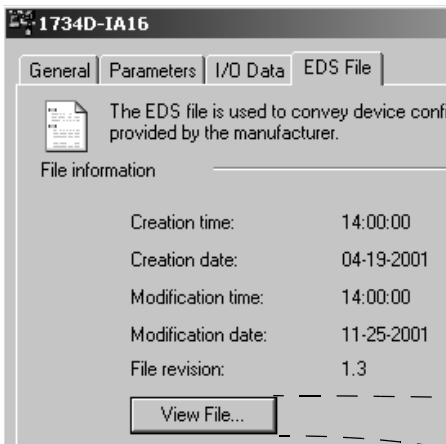 1734D-IA16
General Parameters I/O Data EDS File
The EDS file is used to convey device conf
provided by the manufacturer.
File information
Creation time: 14:00:00
Creation date: 04-19-2001
Modification time: 14:00:00
Modification date: 11-25-2001
File revision: 1.3
View File...